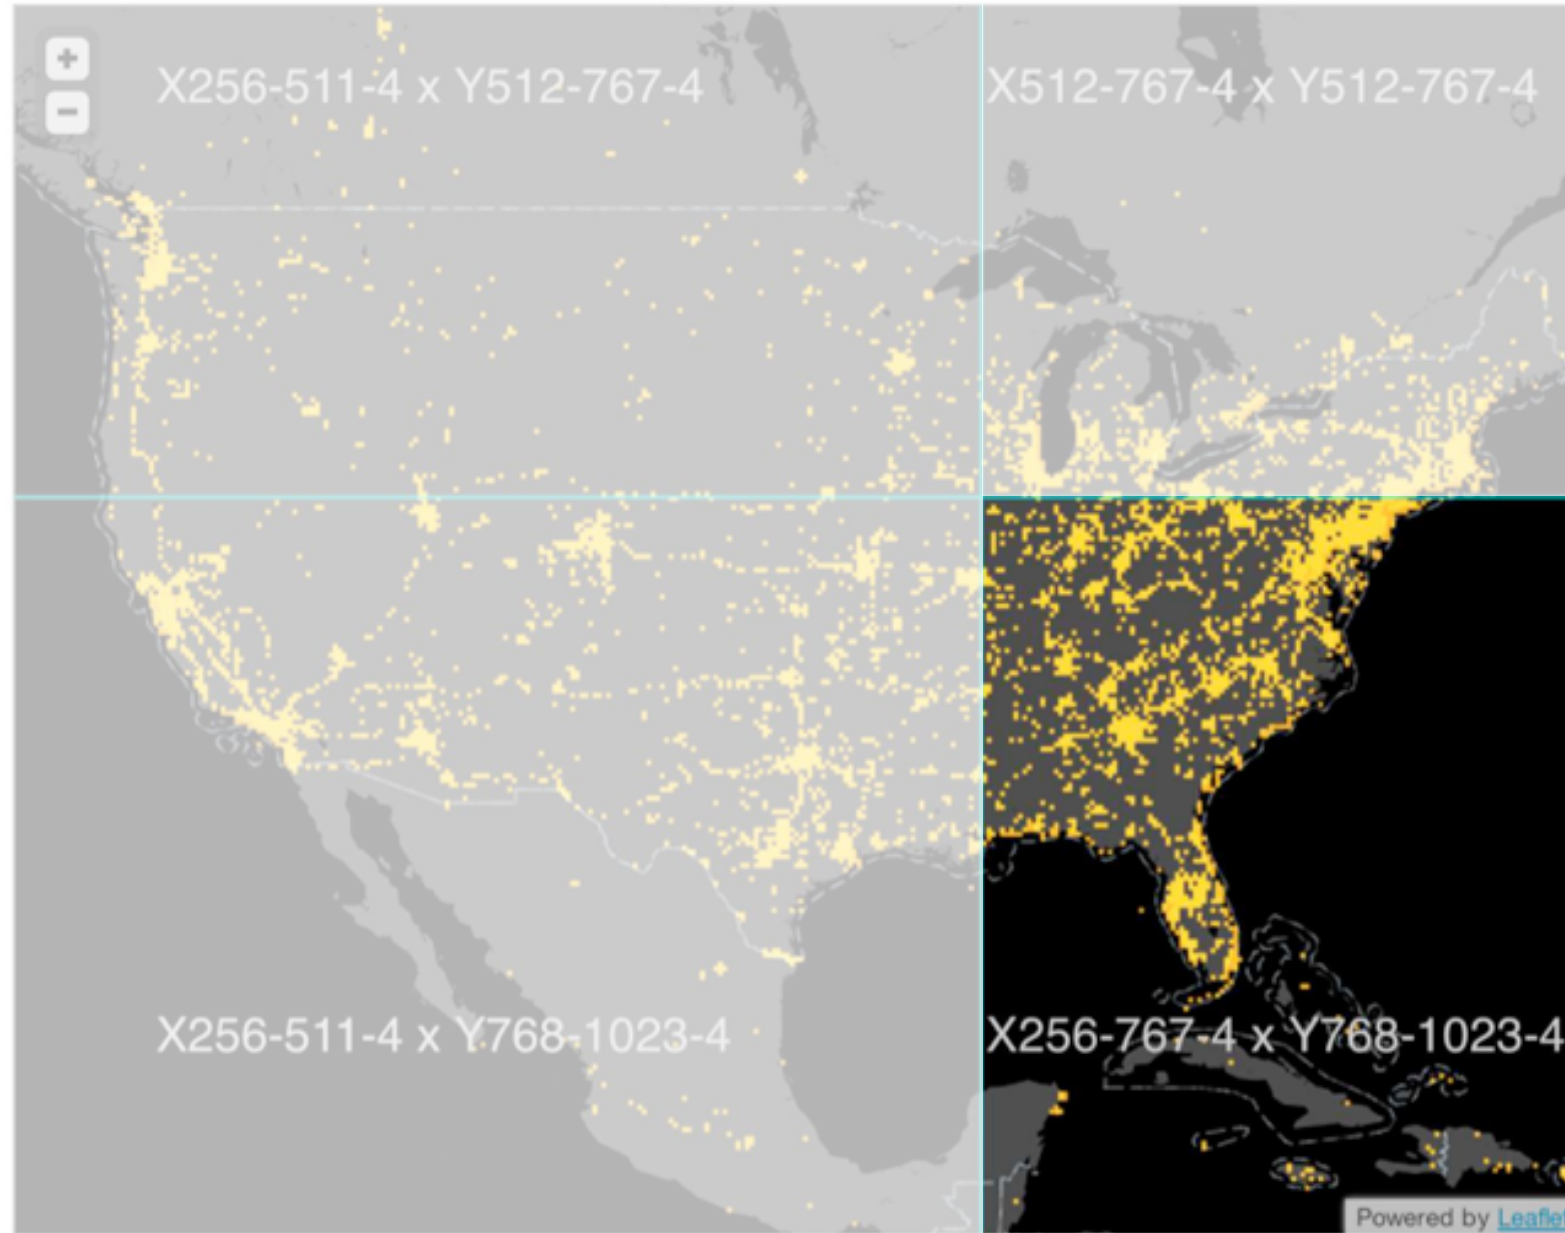 +
−
X256-511-4 x Y512-767-4
X512-767-4 x Y512-767-4
X256-511-4 x Y768-1023-4
X256-767-4 x Y768-1023-4
Powered by Leaflet